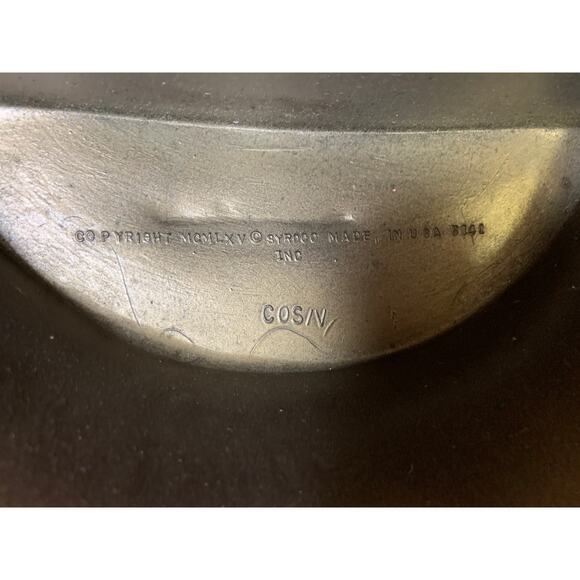 COPYRIGHT MCMLXV © SYROCO MADE, IN USA
INC
COS/V